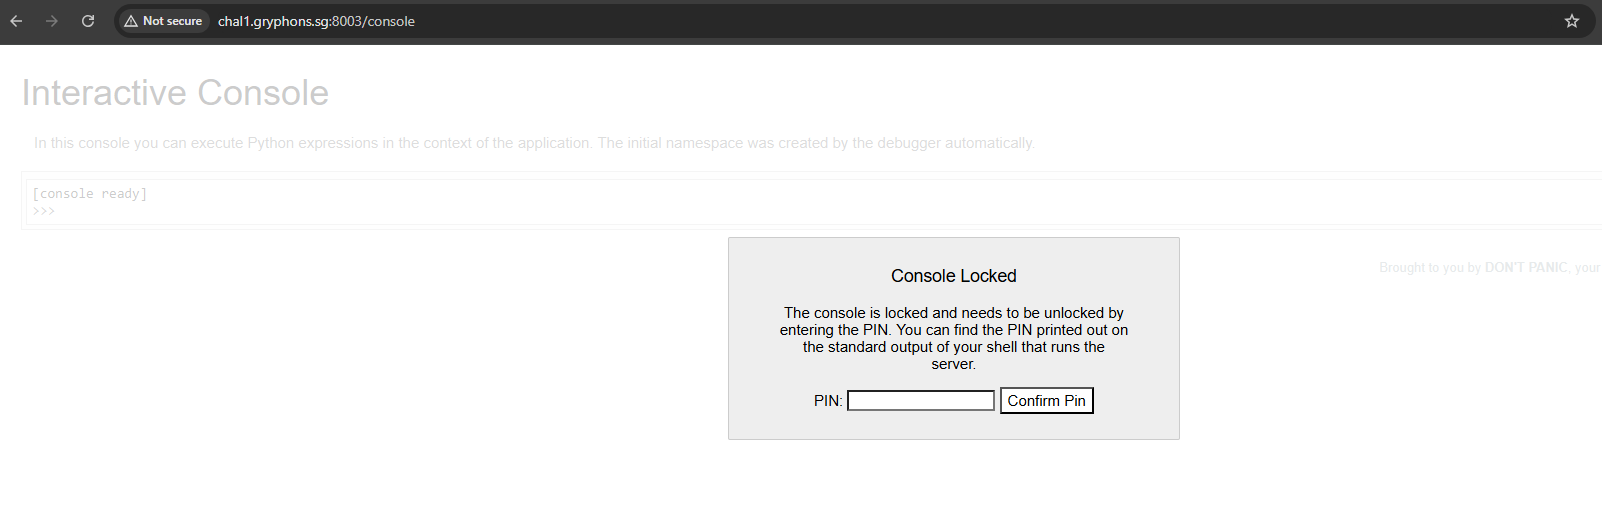 Not secure chal1.gryphons.sg:8003/console
Interactive Console
In this console you can execute Python expressions in the context of the application. The initial namespace was created by the debugger automatically.
[console ready]
>>>
Console Locked
The console is locked and needs to be unlocked by
entering the PIN. You can find the PIN printed out on
the standard output of your shell that runs the
server.
PIN: Confirm Pin
Brought to you by DON'T PANIC, your